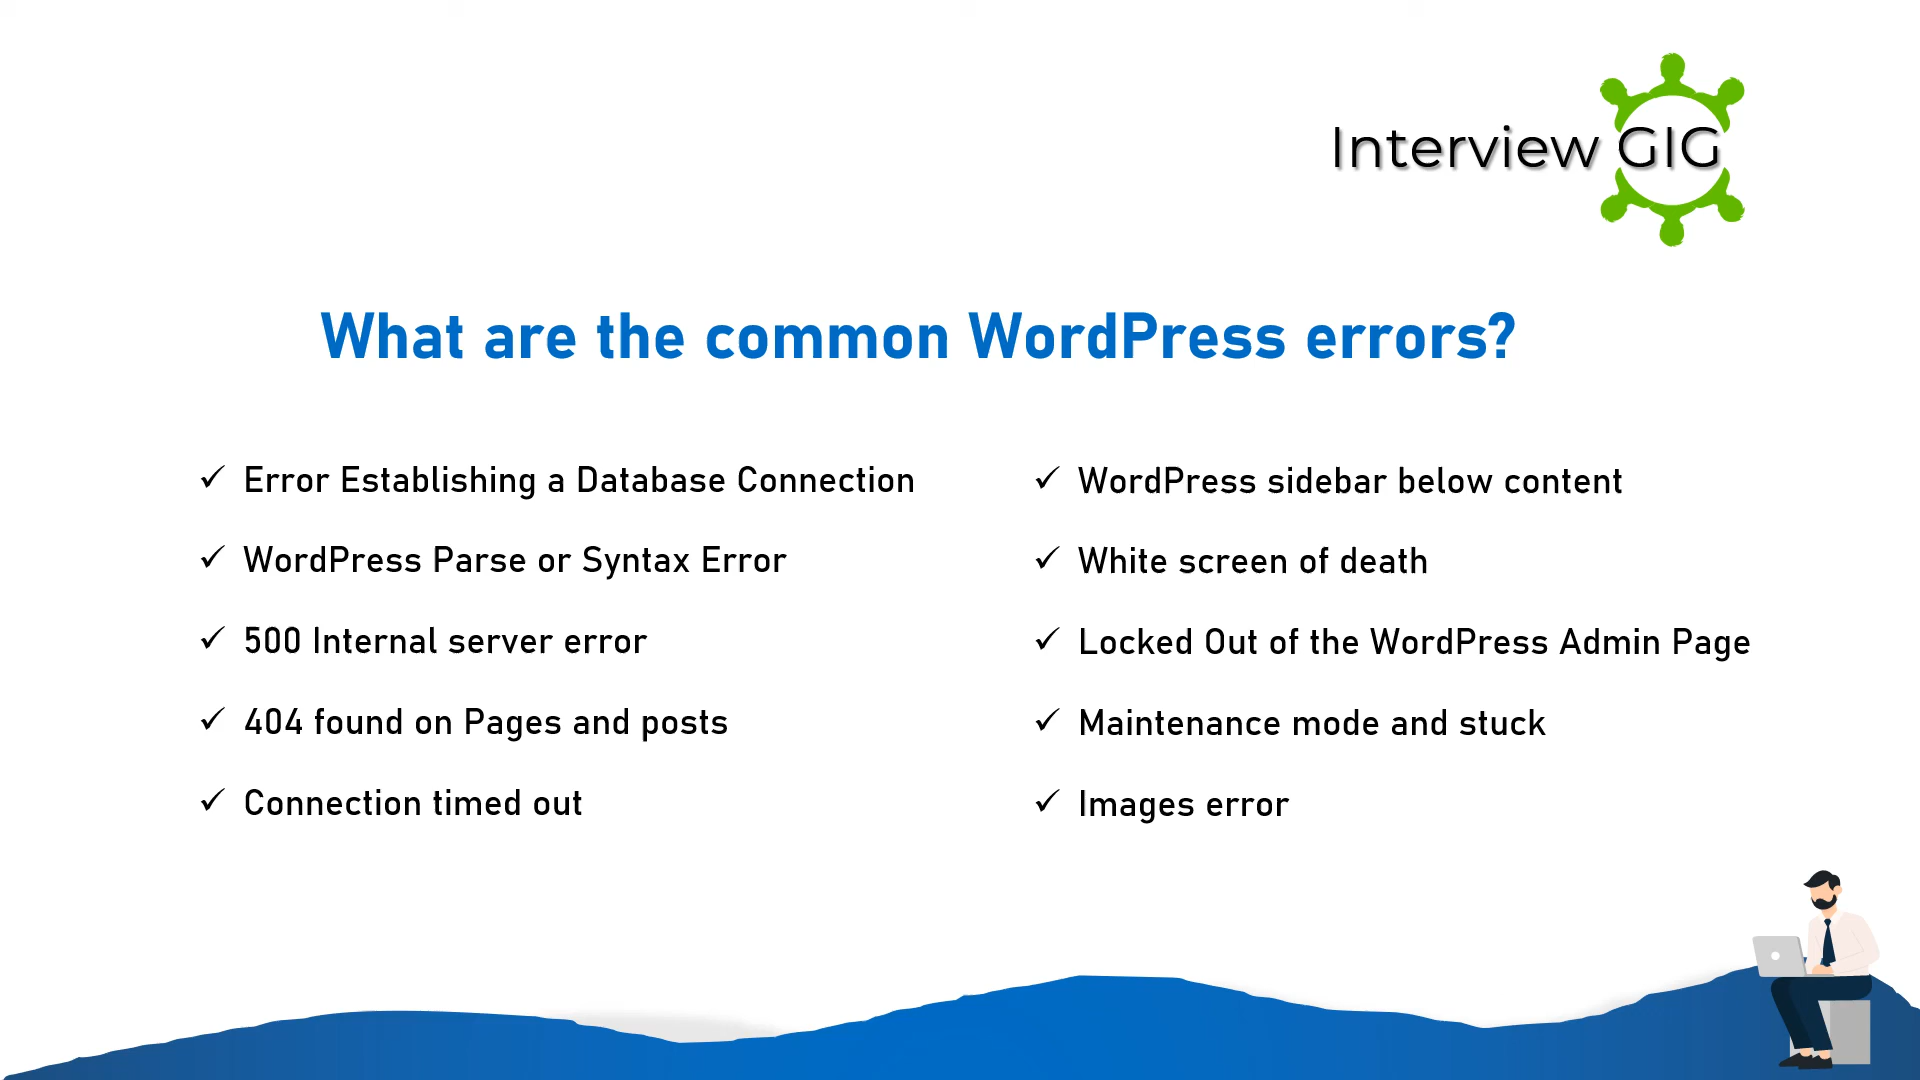 Interview GIG
What are the common WordPress errors?
✓ Error Establishing a Database Connection
✓ WordPress Parse or Syntax Error
✓ 500 Internal server error
✓ 404 found on Pages and posts
✓ Connection timed out
✓ WordPress sidebar below content
✓ White screen of death
✓ Locked Out of the WordPress Admin Page
✓ Maintenance mode and stuck
✓ Images error